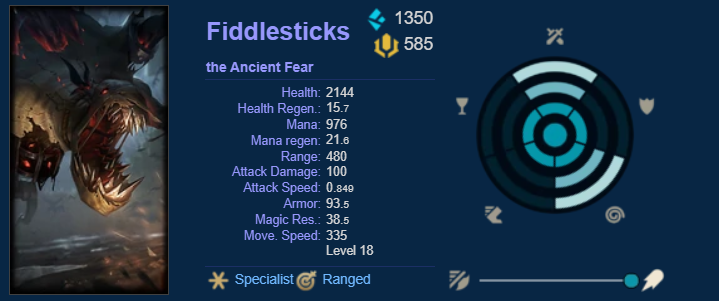 Fiddlesticks
1350
585
the Ancient Fear
Health: 2144
Health Regen.: 15.7
Mana: 976
Mana regen: 21.6
Range: 480
Attack Damage: 100
Attack Speed: 0.849
Armor: 93.5
Magic Res.: 38.5
Move. Speed: 335
Level 18
Specialist Ranged